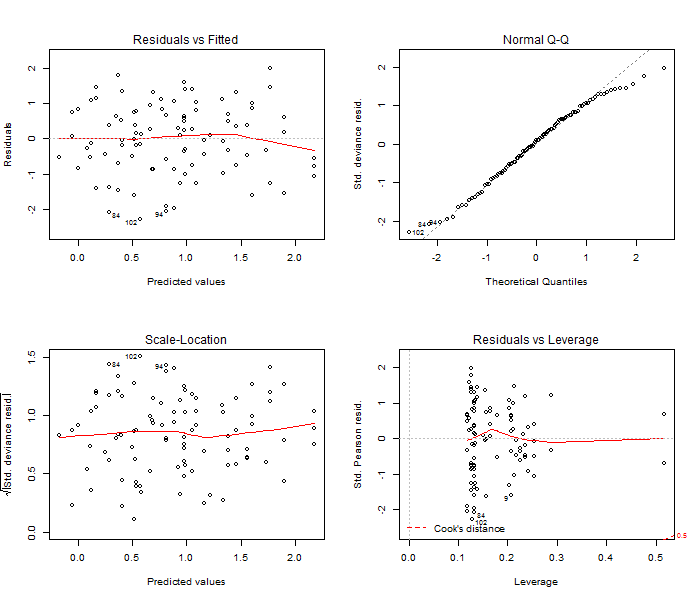 Residuals vs Fitted
Residuals
2
1
0
-1
-2
84
102
94
0.0 0.5 1.0 1.5 2.0
Predicted values
Normal Q-Q
Std. deviance resid.
2
1
0
-1
-2
84 94
102
-2 -1 0 1 2
Theoretical Quantiles
Scale-Location
√|Std. deviance resid.|
1.5
1.0
0.5
0.0
102
84
94
0.0 0.5 1.0 1.5 2.0
Predicted values
Residuals vs Leverage
Std. Pearson resid.
2
1
0
-1
-2
9
84
102
Cook's distance
0.5
0.0 0.1 0.2 0.3 0.4 0.5
Leverage